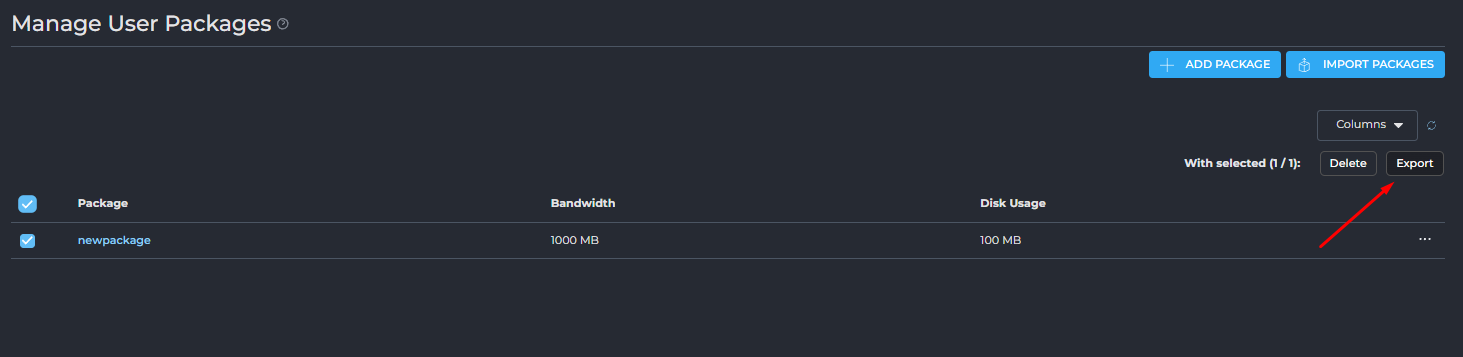 Manage User Packages
ADD PACKAGE IMPORT PACKAGES
Columns
With selected (1 / 1): Delete Export
Package Bandwidth Disk Usage
newpackage 1000 MB 100 MB